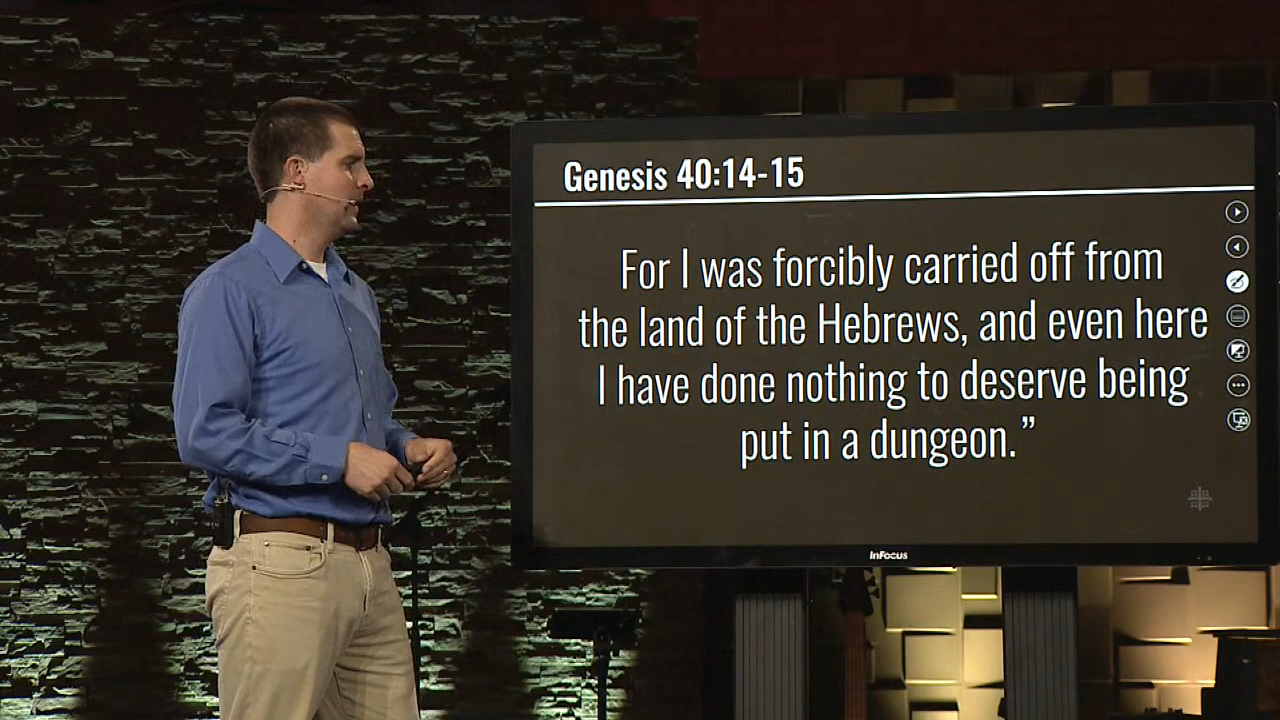 Genesis 40:14-15
For I was forcibly carried off from
the land of the Hebrews, and even here
I have done nothing to deserve being
put in a dungeon.”
InFocus